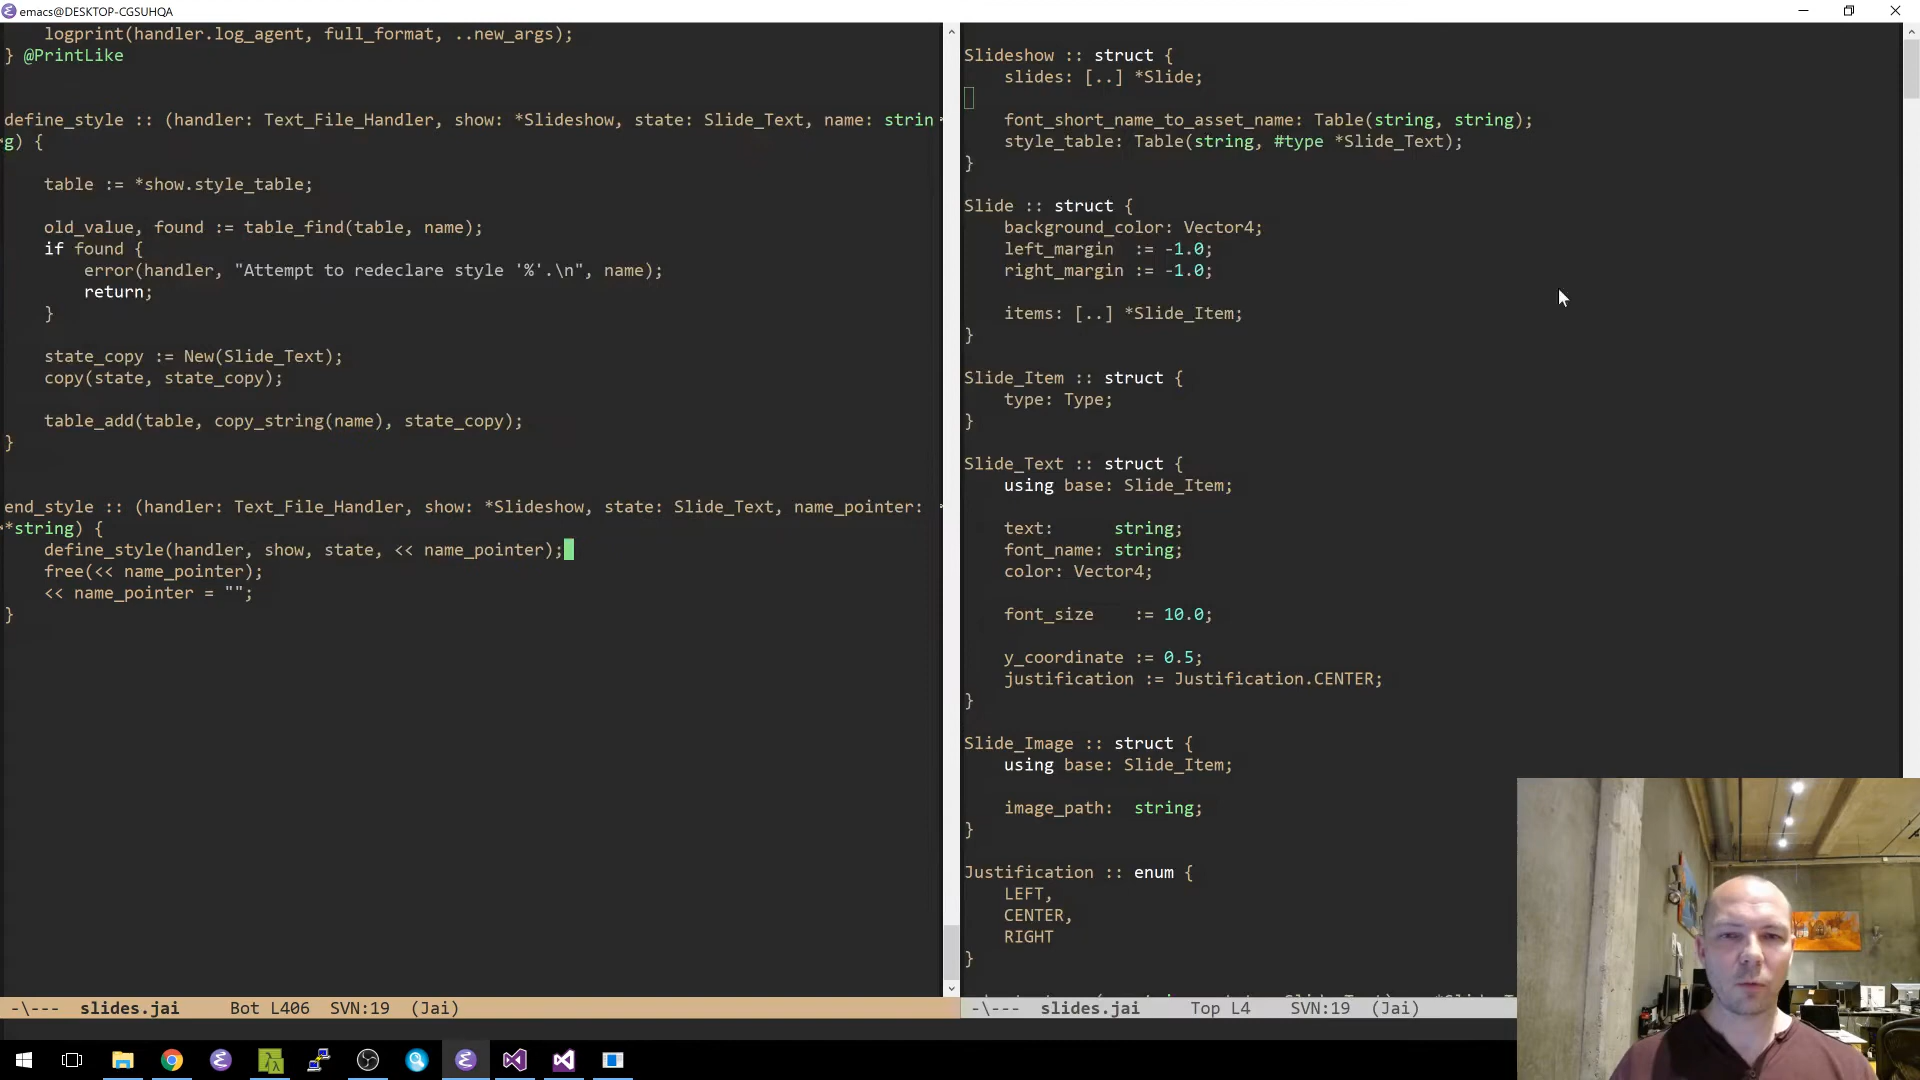 emacs@DESKTOP-CGSUHQA
logprint(handler.log_agent, full_format, ..new_args);
} @PrintLike
define_style :: (handler: Text_File_Handler, show: *Slideshow, state: Slide_Text, name: strin
g) {
table := *show.style_table;
old_value, found := table_find(table, name);
if found {
error(handler, "Attempt to redeclare style '%'.\n", name);
return;
}
state_copy := New(Slide_Text);
copy(state, state_copy);
table_add(table, copy_string(name), state_copy);
}
end_style :: (handler: Text_File_Handler, show: *Slideshow, state: Slide_Text, name_pointer:
*string) {
define_style(handler, show, state, << name_pointer);
free(<< name_pointer);
<< name_pointer = "";
}
-\--- slides.jai Bot L406 SVN:19 (Jai)
Slideshow :: struct {
slides: [..] *Slide;
font_short_name_to_asset_name: Table(string, string);
style_table: Table(string, #type *Slide_Text);
}
Slide :: struct {
background_color: Vector4;
left_margin := -1.0;
right_margin := -1.0;
items: [..] *Slide_Item;
}
Slide_Item :: struct {
type: Type;
}
Slide_Text :: struct {
using base: Slide_Item;
text: string;
font_name: string;
color: Vector4;
font_size := 10.0;
y_coordinate := 0.5;
justification := Justification.CENTER;
}
Slide_Image :: struct {
using base: Slide_Item;
image_path: string;
}
Justification :: enum {
LEFT,
CENTER,
RIGHT
}
-\--- slides.jai Top L4 SVN:19 (Jai)